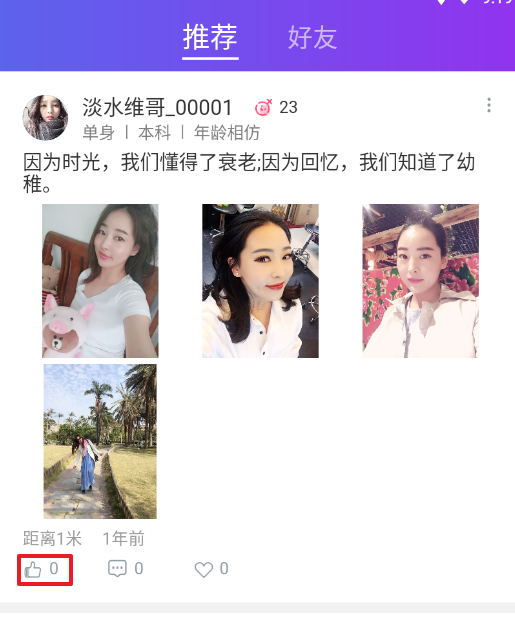 推荐 好友
淡水维哥_00001 23
单身 | 本科 | 年龄相仿
因为时光，我们懂得了衰老;因为回忆，我们知道了幼
稚。
距离1米 1年前
0 0 0